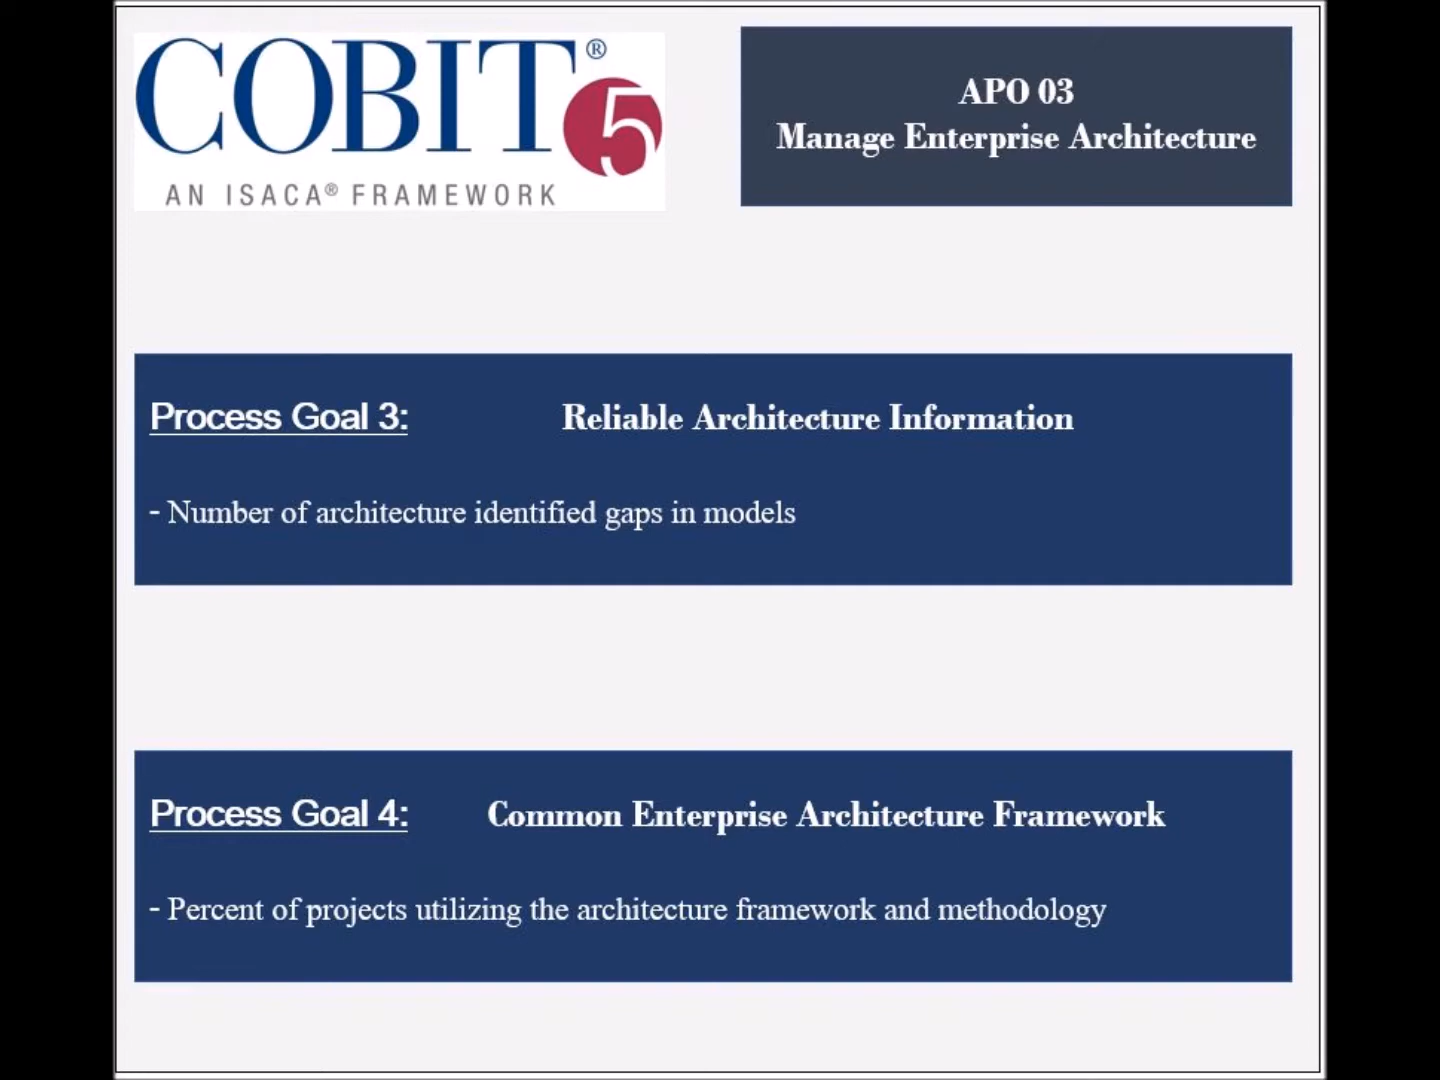 COBIT® 5
AN ISACA® FRAMEWORK
APO 03
Manage Enterprise Architecture
Process Goal 3: Reliable Architecture Information
- Number of architecture identified gaps in models
Process Goal 4: Common Enterprise Architecture Framework
- Percent of projects utilizing the architecture framework and methodology